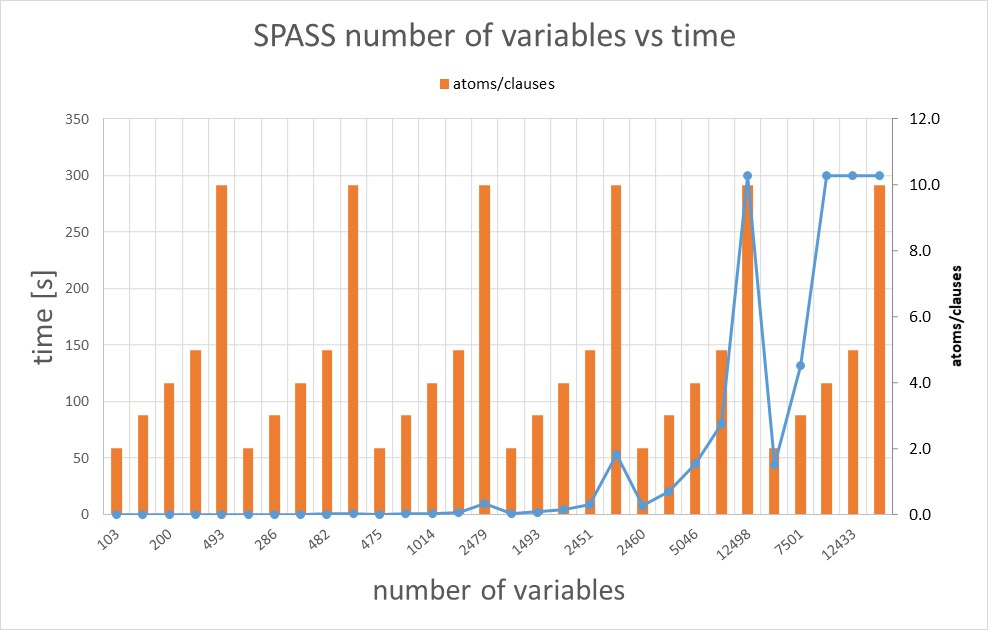 SPASS number of variables vs time
atoms/clauses
350
300
250
200
150
100
50
0
12.0
10.0
8.0
6.0
4.0
2.0
0.0
time [s]
atoms/clauses
103 200 493 286 482 475 1014 2479 1493 2451 2460 5046 12498 7501 12433
number of variables